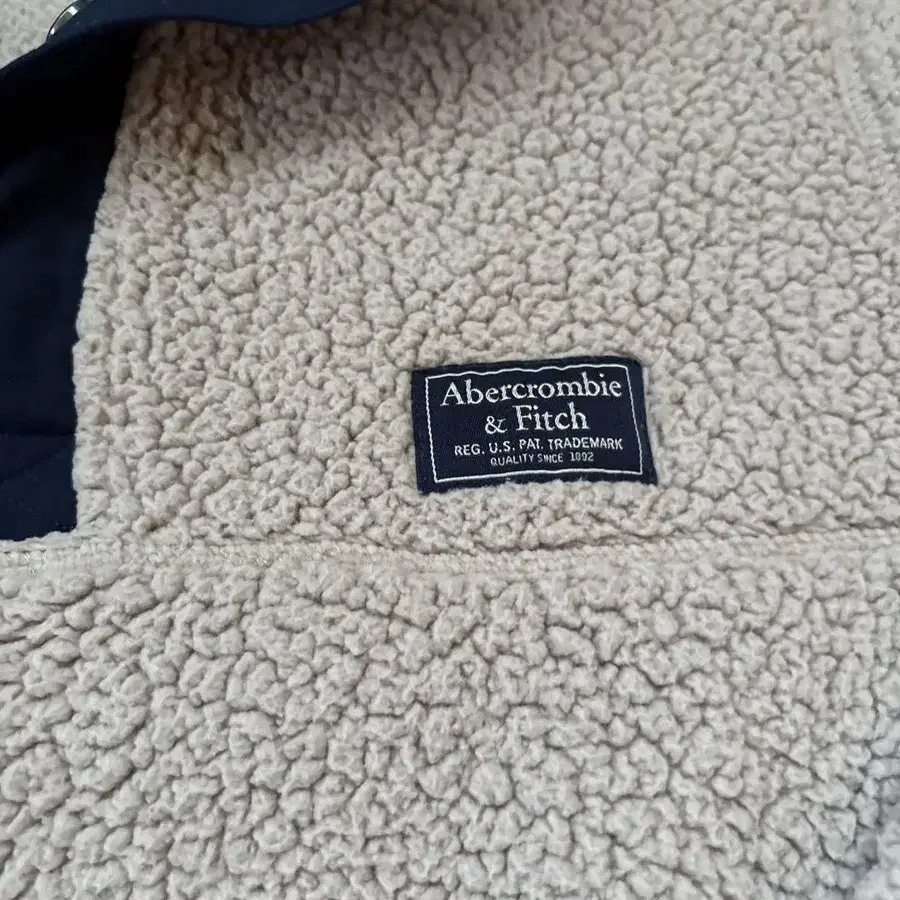 Abercrombie
& Fitch
REG. U.S. PAT. TRADEMARK
QUALITY SINCE 1892